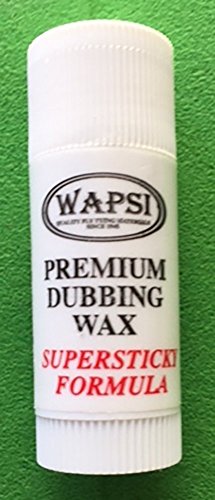 WAPSI
QUALITY FLY TYING MATERIALS
SINCE 1945
PREMIUM
DUBBING
WAX
SUPERSTICKY
FORMULA